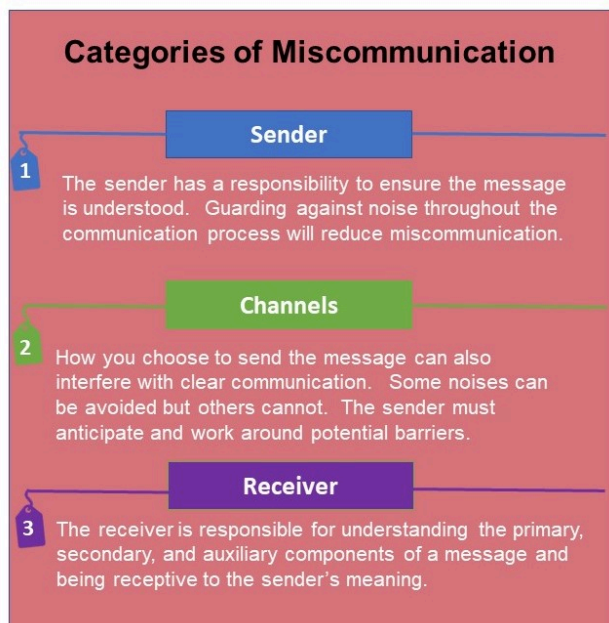 Categories of Miscommunication
Sender
1
The sender has a responsibility to ensure the message
is understood. Guarding against noise throughout the
communication process will reduce miscommunication.
Channels
2
How you choose to send the message can also
interfere with clear communication. Some noises can
be avoided but others cannot. The sender must
anticipate and work around potential barriers.
Receiver
3
The receiver is responsible for understanding the primary,
secondary, and auxiliary components of a message and
being receptive to the sender's meaning.